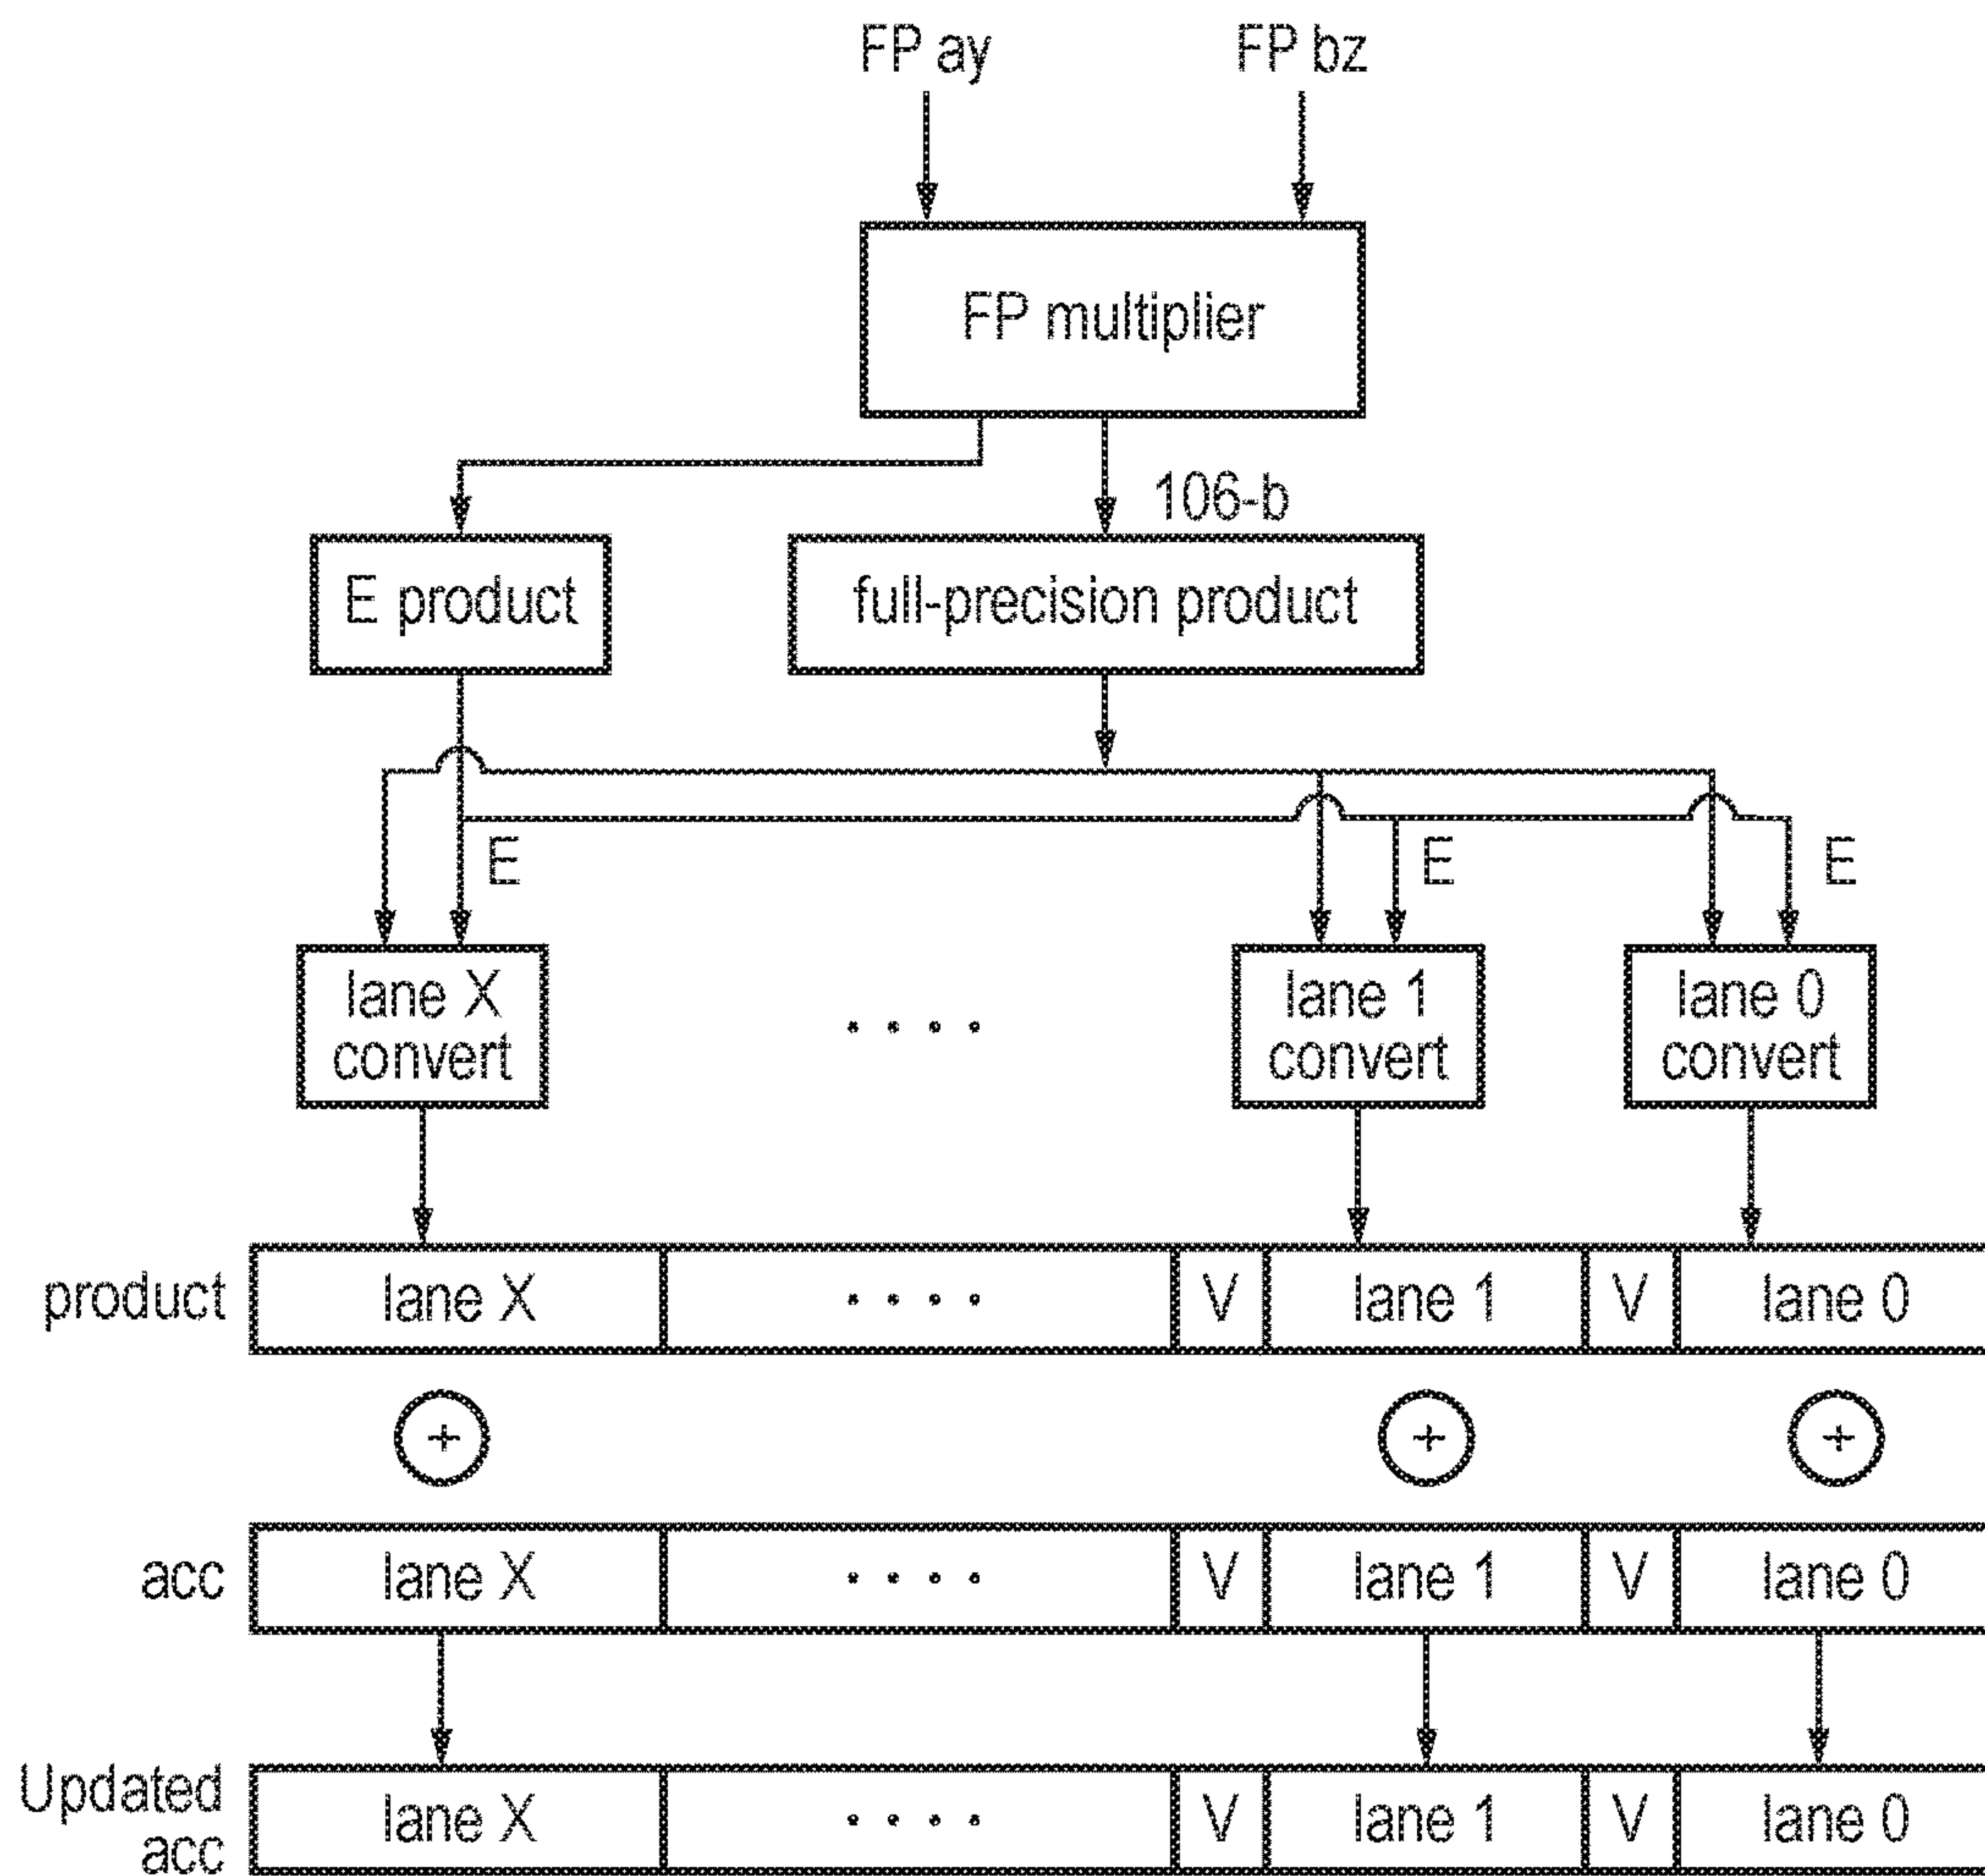 FP ay FP bz
FP multiplier
106-b
E product full-precision product
E E E
lane X
convert
. . . .
lane 1
convert
lane 0
convert
product lane X . . . . V lane 1 V lane 0
+ + +
acc lane X . . . . V lane 1 V lane 0
Updated
acc
lane X . . . . V lane 1 V lane 0